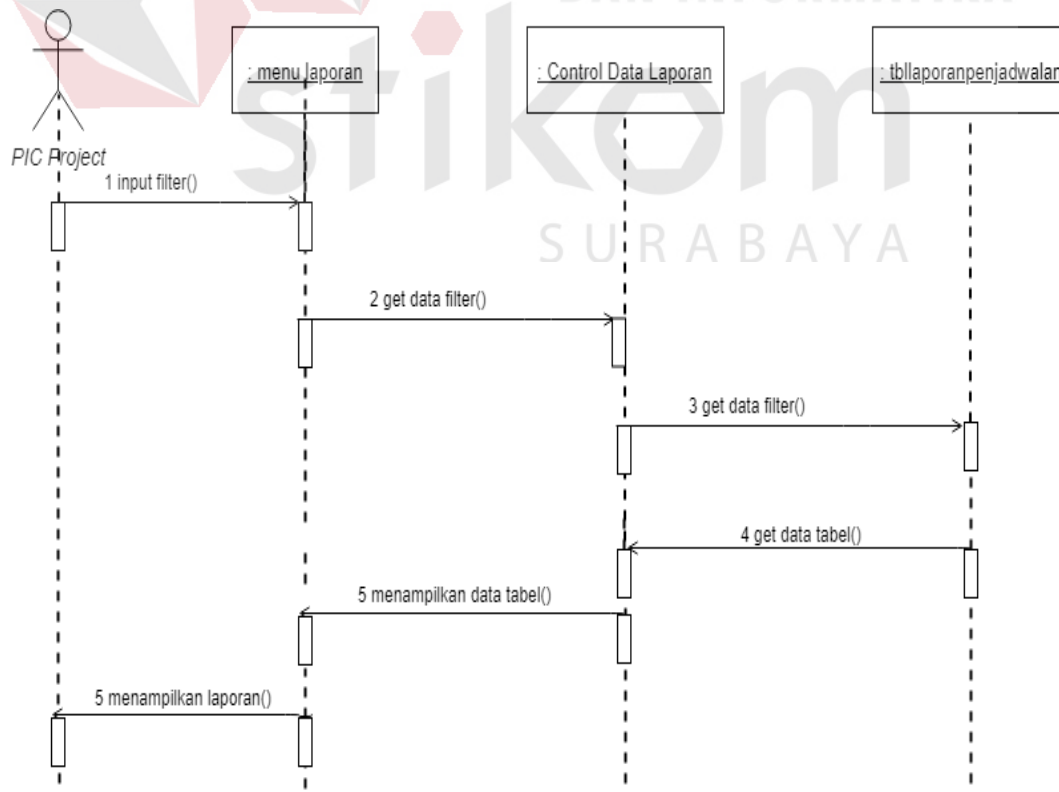 : menu laporan
: Control Data Laporan
: tbllaporanpenjadwalan
PIC Project
1 input filter()
2 get data filter()
3 get data filter()
4 get data tabel()
5 menampilkan data tabel()
5 menampilkan laporan()
stikom
SURABAYA